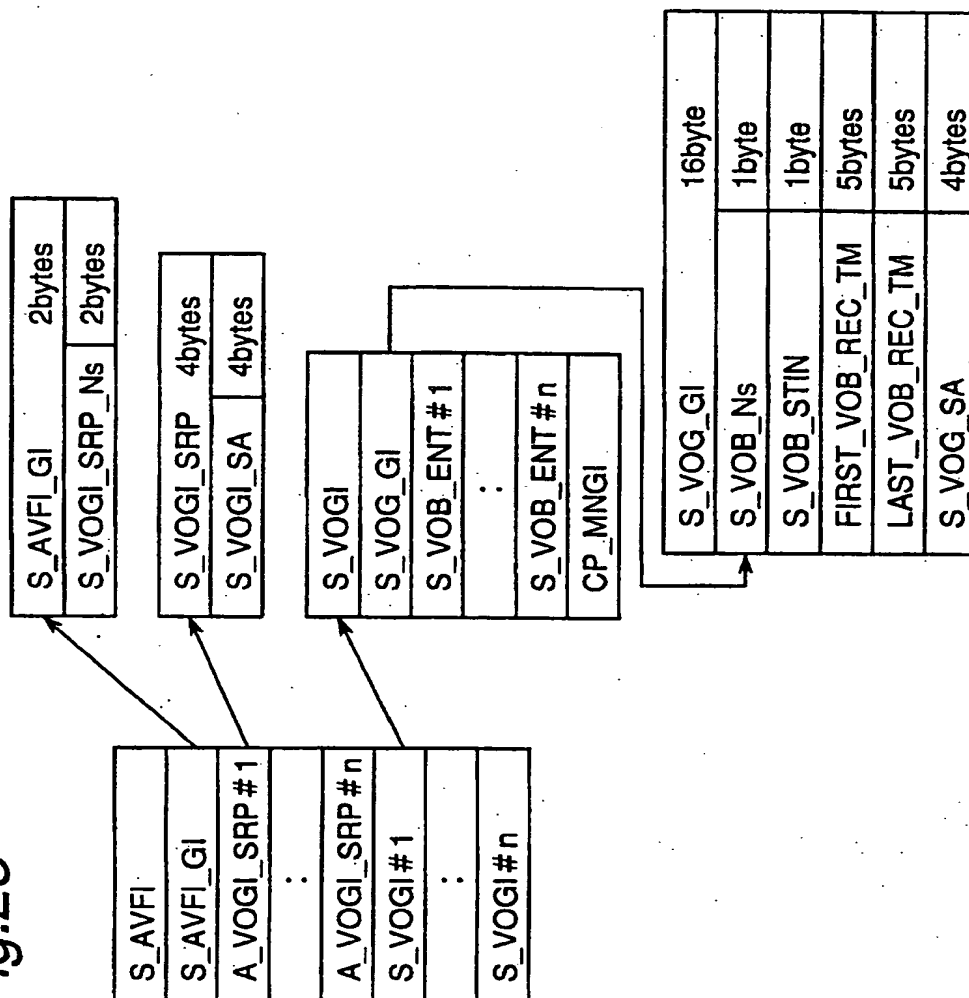 S_AVFI
S_AVFI_GI
A_VOGI_SRP#1
:
A_VOGI_SRP#n
S_VOGI#1
:
S_VOGI#n
S_AVFI_GI 2bytes
S_VOGI_SRP_Ns 2bytes
S_VOGI_SRP 4bytes
S_VOGI_SA 4bytes
S_VOGI
S_VOG_GI
S_VOB_ENT#1
:
S_VOB_ENT#n
CP_MNGI
S_VOG_GI 16byte
S_VOB_Ns 1byte
S_VOB_STIN 1byte
FIRST_VOB_REC_TM 5bytes
LAST_VOB_REC_TM 5bytes
S_VOG_SA 4bytes